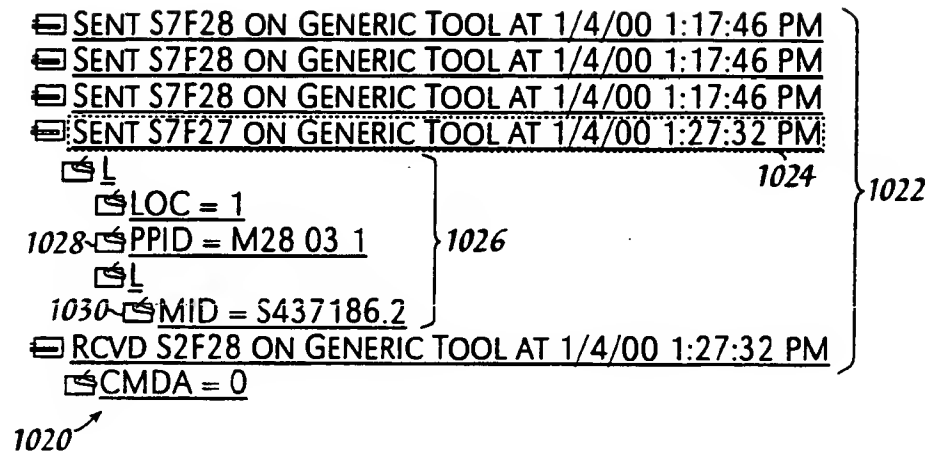 SENT S7F28 ON GENERIC TOOL AT 1/4/00 1:17:46 PM
SENT S7F28 ON GENERIC TOOL AT 1/4/00 1:17:46 PM
SENT S7F28 ON GENERIC TOOL AT 1/4/00 1:17:46 PM
SENT S7F27 ON GENERIC TOOL AT 1/4/00 1:27:32 PM
L 1024
LOC = 1 1022
1028 PPID = M28 03 1 1026
L
1030 MID = S437186.2
RCVD S2F28 ON GENERIC TOOL AT 1/4/00 1:27:32 PM
CMDA = 0
1020